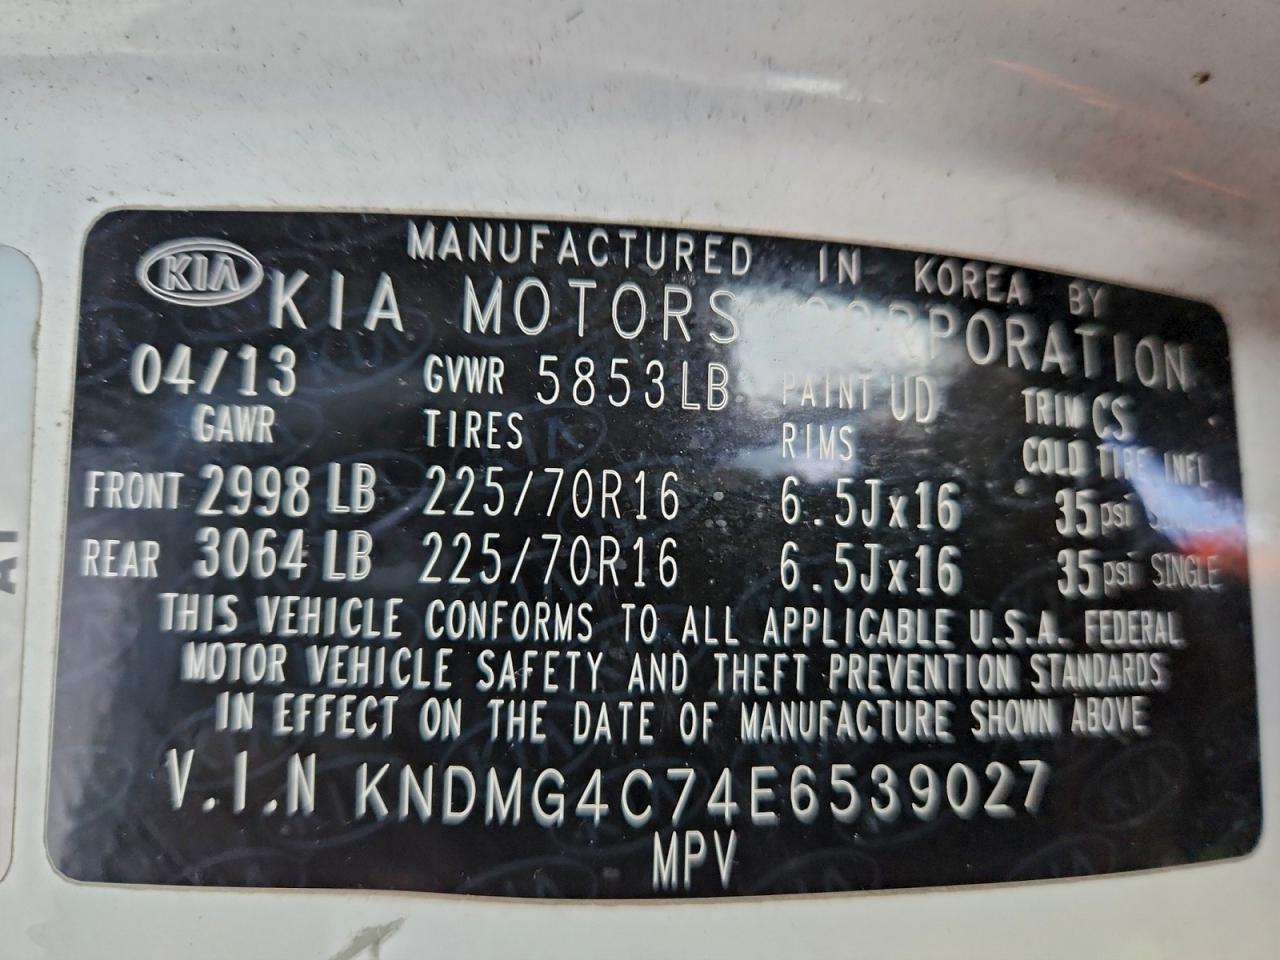 MANUFACTURED IN KOREA BY
KIA KIA MOTORS CORPORATION
04/13 GVWR 5853LB PAINT UD TRIM CS
GAWR TIRES RIMS COLD TIRE INFL
FRONT 2998 LB 225/70R16 6.5Jx16 35psi SINGLE
REAR 3064 LB 225/70R16 6.5Jx16 35psi SINGLE
THIS VEHICLE CONFORMS TO ALL APPLICABLE U.S.A. FEDERAL
MOTOR VEHICLE SAFETY AND THEFT PREVENTION STANDARDS
IN EFFECT ON THE DATE OF MANUFACTURE SHOWN ABOVE
V.I.N KNDMG4C74E6539027
MPV